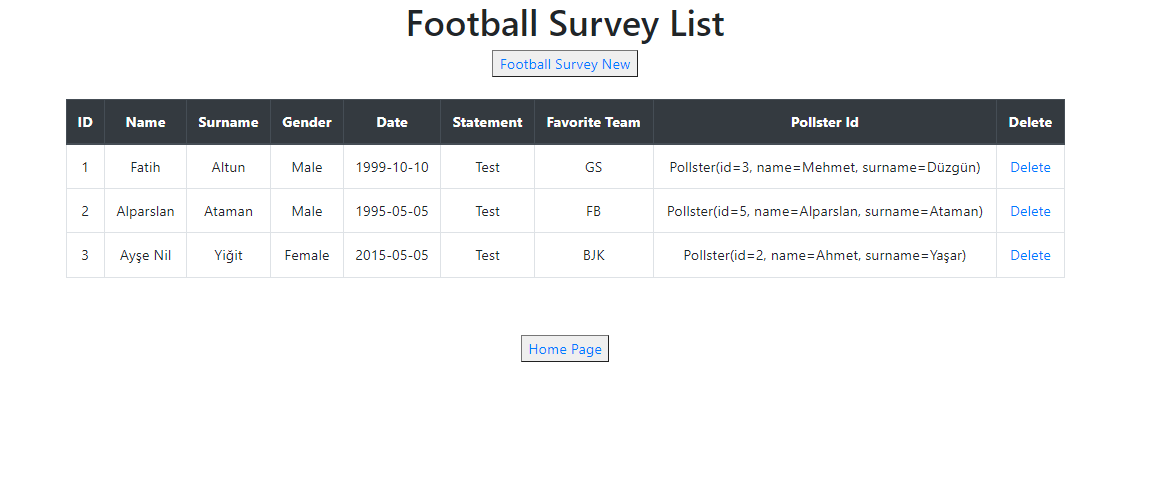 Football Survey List
Football Survey New
ID Name Surname Gender Date Statement Favorite Team Pollster Id Delete
1 Fatih Altun Male 1999-10-10 Test GS Pollster(id=3, name=Mehmet, surname=Düzgün) Delete
2 Alparslan Ataman Male 1995-05-05 Test FB Pollster(id=5, name=Alparslan, surname=Ataman) Delete
3 Ayşe Nil Yiğit Female 2015-05-05 Test BJK Pollster(id=2, name=Ahmet, surname=Yaşar) Delete
Home Page